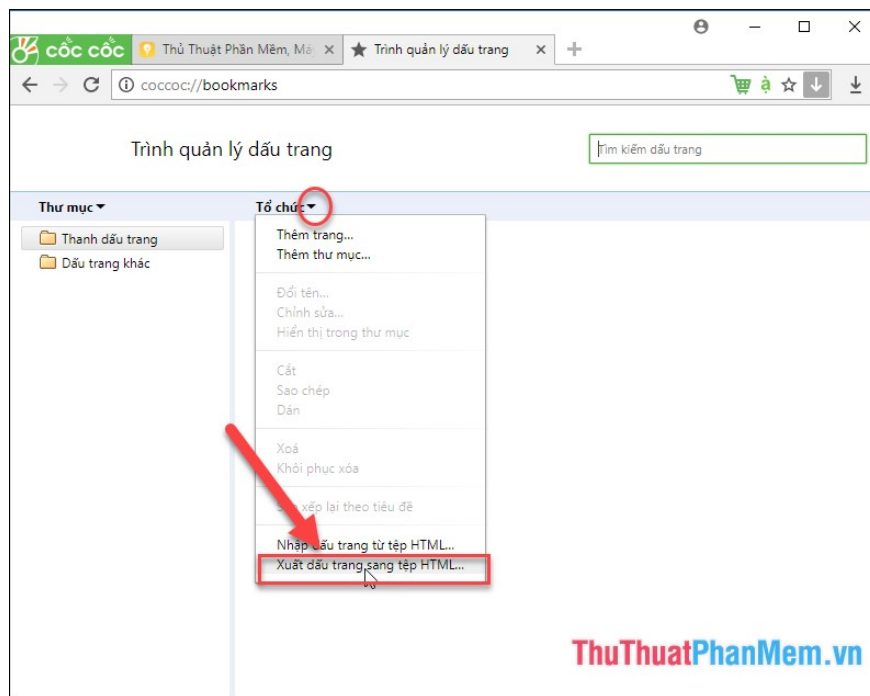 cốc cốc
Thủ Thuật Phần Mềm, Má
Trình quản lý dấu trang
coccoc://bookmarks
Trình quản lý dấu trang
Tìm kiếm dấu trang
Thư mục
Tổ chức
Thanh dấu trang
Dấu trang khác
Thêm trang...
Thêm thư mục...
Đổi tên...
Chỉnh sửa...
Hiển thị trong thư mục
Cắt
Sao chép
Dán
Xoá
Khôi phục xóa
xếp lại theo tiêu đề
Nhập dấu trang từ tệp HTML...
Xuất dấu trang sang tệp HTML...
ThuThuatPhanMem.vn